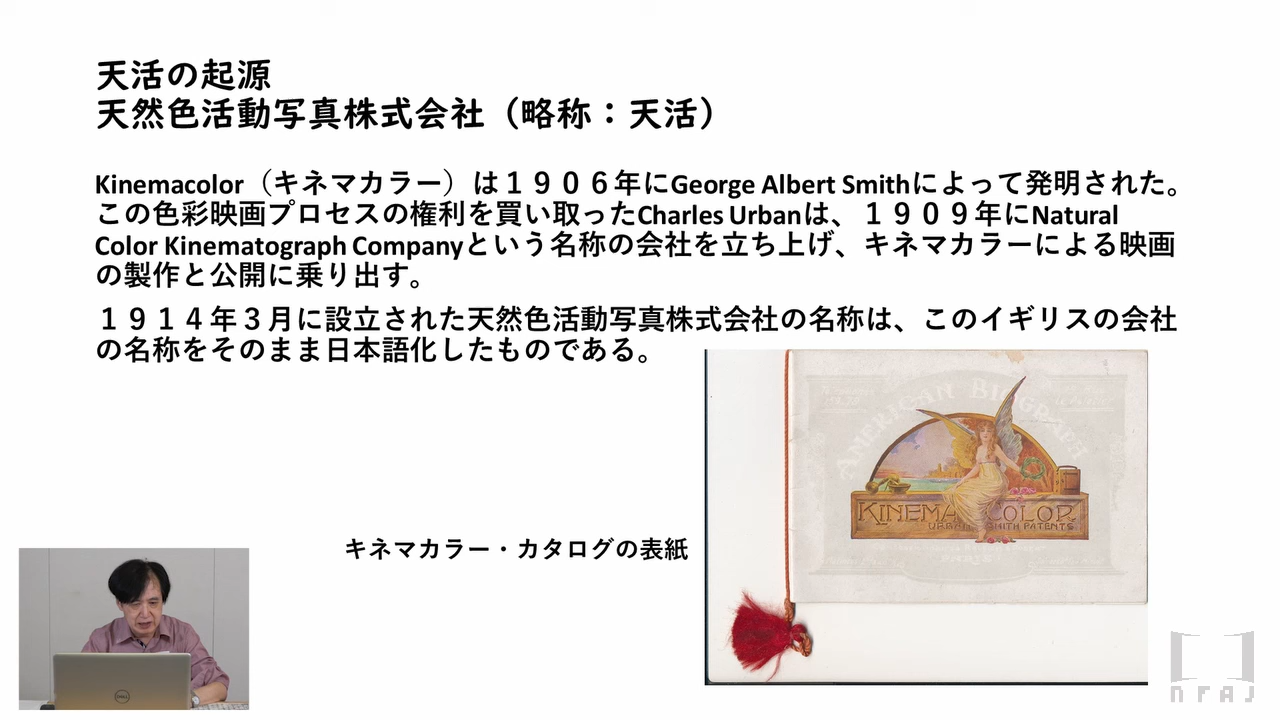 天活の起源
天然色活動写真株式会社（略称：天活）
Kinemacolor（キネマカラー）は１９０６年にGeorge Albert Smithによって発明された。
この色彩映画プロセスの権利を買い取ったCharles Urbanは、１９０９年にNatural
Color Kinematograph Companyという名称の会社を立ち上げ、キネマカラーによる映画
の製作と公開に乗り出す。
１９１４年３月に設立された天然色活動写真株式会社の名称は、このイギリスの会社
の名称をそのまま日本語化したものである。
AMERICAN BIOGRAPH
KINEMACOLOR
URBAN SMITH PATENTS
キネマカラー・カタログの表紙
DELL
NFAJ